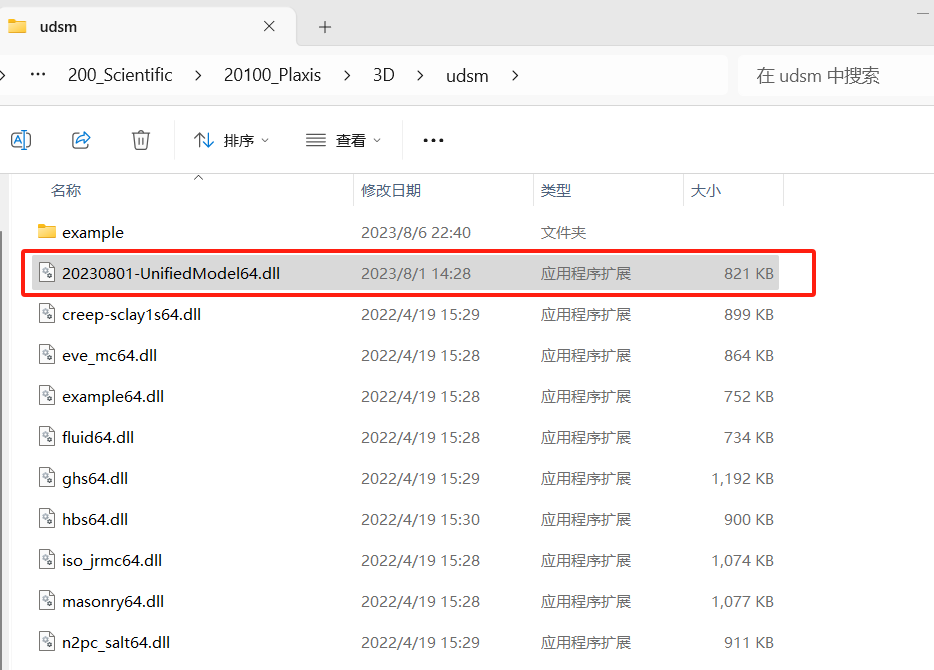 udsm
200_Scientific
20100_Plaxis
3D
udsm
在 udsm 中搜索
排序
查看
名称
修改日期
类型
大小
example 2023/8/6 22:40 文件夹
20230801-UnifiedModel64.dll 2023/8/1 14:28 应用程序扩展 821 KB
creep-sclay1s64.dll 2022/4/19 15:29 应用程序扩展 899 KB
eve_mc64.dll 2022/4/19 15:28 应用程序扩展 864 KB
example64.dll 2022/4/19 15:28 应用程序扩展 752 KB
fluid64.dll 2022/4/19 15:28 应用程序扩展 734 KB
ghs64.dll 2022/4/19 15:29 应用程序扩展 1,192 KB
hbs64.dll 2022/4/19 15:30 应用程序扩展 900 KB
iso_jrmc64.dll 2022/4/19 15:28 应用程序扩展 1,074 KB
masonry64.dll 2022/4/19 15:28 应用程序扩展 1,077 KB
n2pc_salt64.dll 2022/4/19 15:29 应用程序扩展 911 KB